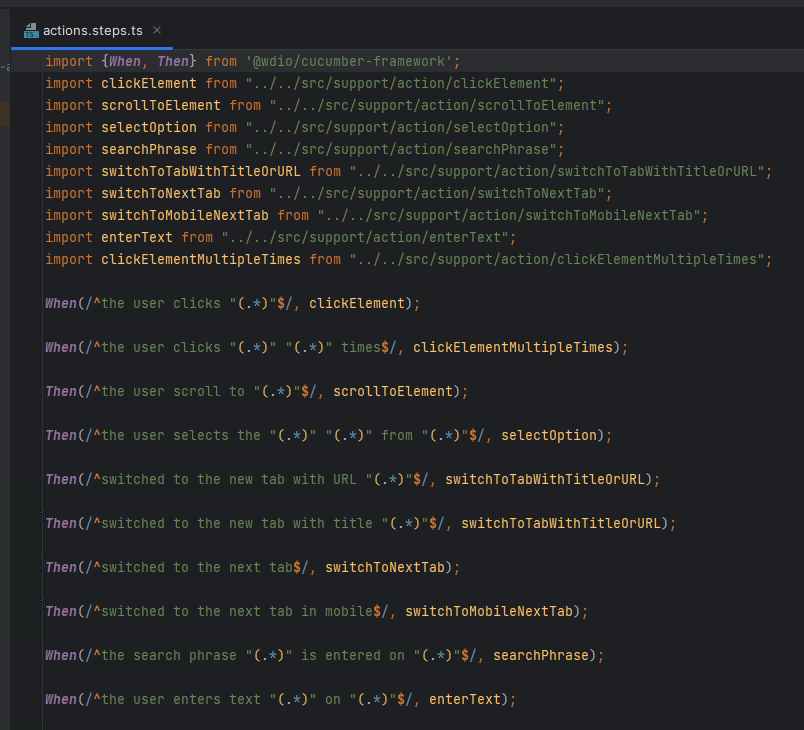 actions.steps.ts
import {When, Then} from '@wdio/cucumber-framework';
import clickElement from "../../src/support/action/clickElement";
import scrollToElement from "../../src/support/action/scrollToElement";
import selectOption from "../../src/support/action/selectOption";
import searchPhrase from "../../src/support/action/searchPhrase";
import switchToTabWithTitleOrURL from "../../src/support/action/switchToTabWithTitleOrURL";
import switchToNextTab from "../../src/support/action/switchToNextTab";
import switchToMobileNextTab from "../../src/support/action/switchToMobileNextTab";
import enterText from "../../src/support/action/enterText";
import clickElementMultipleTimes from "../../src/support/action/clickElementMultipleTimes";
When(/^the user clicks "(.*)"$/, clickElement);
When(/^the user clicks "(.*)" "(.*)" times$/, clickElementMultipleTimes);
Then(/^the user scroll to "(.*)"$/, scrollToElement);
Then(/^the user selects the "(.*)" "(.*)" from "(.*)"$/, selectOption);
Then(/^switched to the new tab with URL "(.*)"$/, switchToTabWithTitleOrURL);
Then(/^switched to the new tab with title "(.*)"$/, switchToTabWithTitleOrURL);
Then(/^switched to the next tab$/, switchToNextTab);
Then(/^switched to the next tab in mobile$/, switchToMobileNextTab);
When(/^the search phrase "(.*)" is entered on "(.*)"$/, searchPhrase);
When(/^the user enters text "(.*)" on "(.*)"$/, enterText);